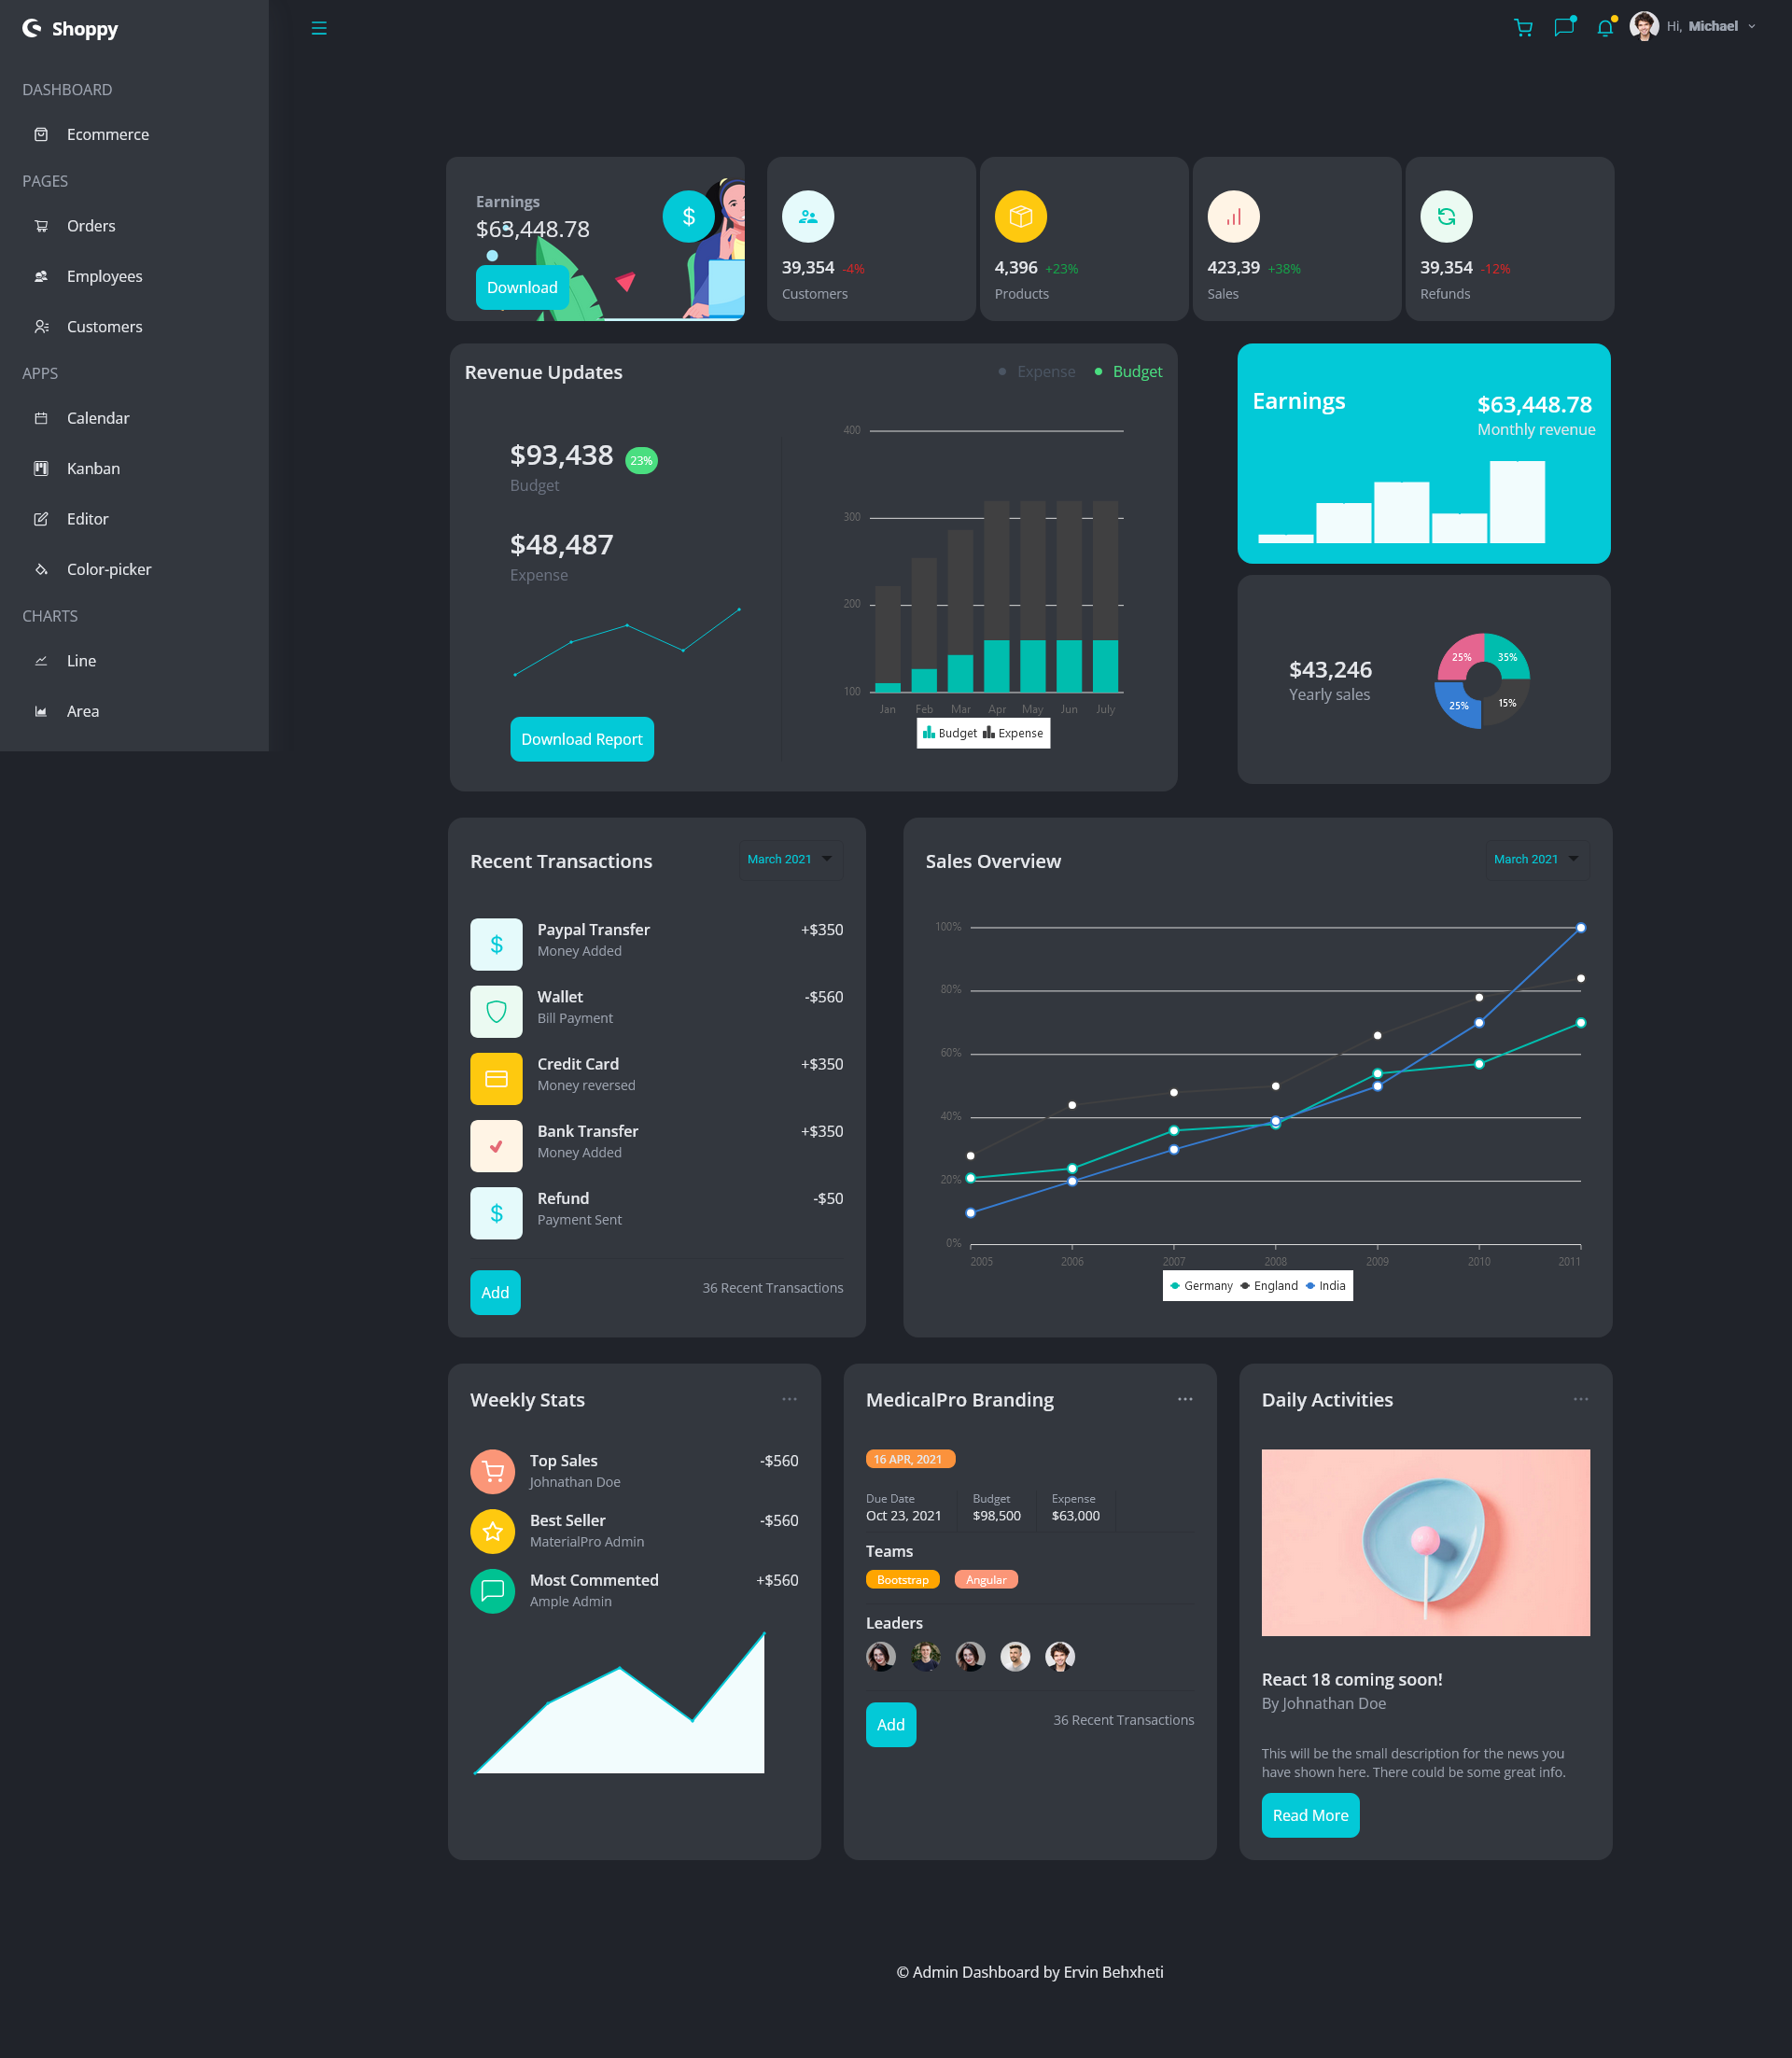 Shoppy
DASHBOARD
Ecommerce
PAGES
Orders
Employees
Customers
APPS
Calendar
Kanban
Editor
Color-picker
CHARTS
Line
Area
Hi, Michael
Earnings
$63,448.78
$
Download
39,354 -4%
Customers
4,396 +23%
Products
423,39 +38%
Sales
39,354 -12%
Refunds
Revenue Updates
Expense Budget
$93,438 23%
Budget
$48,487
Expense
Download Report
400
300
200
100
Jan Feb Mar Apr May Jun July
Budget Expense
Earnings
$63,448.78
Monthly revenue
$43,246
Yearly sales
25% 35%
25% 15%
Recent Transactions
March 2021
$
Paypal Transfer +$350
Money Added
Wallet -$560
Bill Payment
Credit Card +$350
Money reversed
Bank Transfer +$350
Money Added
$
Refund -$50
Payment Sent
Add 36 Recent Transactions
Sales Overview
March 2021
100%
80%
60%
40%
20%
0%
2005 2006 2007 2008 2009 2010 2011
Germany England India
Weekly Stats
Top Sales -$560
Johnathan Doe
Best Seller -$560
MaterialPro Admin
Most Commented +$560
Ample Admin
MedicalPro Branding
16 APR, 2021
Due Date Budget Expense
Oct 23, 2021 $98,500 $63,000
Teams
Bootstrap Angular
Leaders
Add 36 Recent Transactions
Daily Activities
React 18 coming soon!
By Johnathan Doe
This will be the small description for the news you
have shown here. There could be some great info.
Read More
© Admin Dashboard by Ervin Behxheti